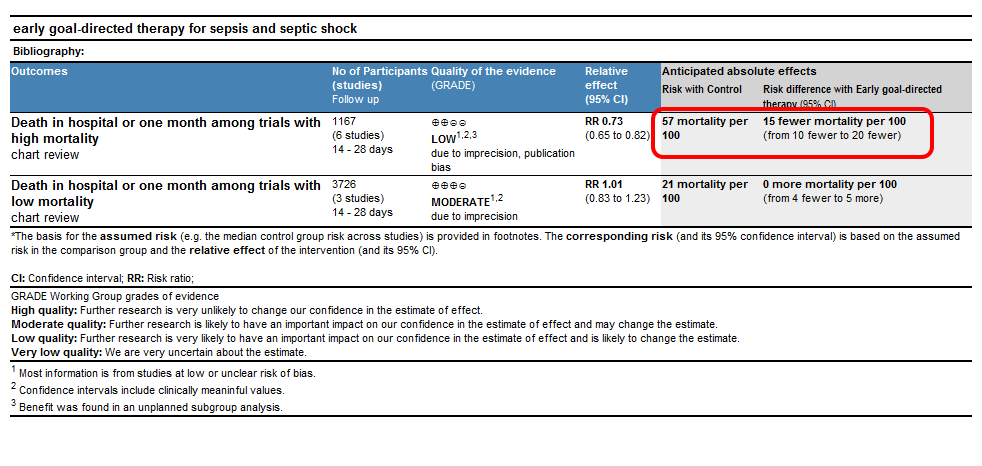 early goal-directed therapy for sepsis and septic shock
Bibliography:
Outcomes
No of Participants
(studies)
Follow up
Quality of the evidence
(GRADE)
Relative
effect
(95% CI)
Anticipated absolute effects
Risk with Control
Risk difference with Early goal-directed
therapy (95% CI)
Death in hospital or one month among trials with
high mortality
chart review
1167
(6 studies)
14 - 28 days
⊕⊕⊝⊝
LOW1,2,3
due to imprecision, publication
bias
RR 0.73
(0.65 to 0.82)
57 mortality per
100
15 fewer mortality per 100
(from 10 fewer to 20 fewer)
Death in hospital or one month among trials with
low mortality
chart review
3726
(3 studies)
14 - 28 days
⊕⊕⊕⊝
MODERATE1,2
due to imprecision
RR 1.01
(0.83 to 1.23)
21 mortality per
100
0 more mortality per 100
(from 4 fewer to 5 more)
*The basis for the assumed risk (e.g. the median control group risk across studies) is provided in footnotes. The corresponding risk (and its 95% confidence interval) is based on the assumed
risk in the comparison group and the relative effect of the intervention (and its 95% CI).
CI: Confidence interval; RR: Risk ratio;
GRADE Working Group grades of evidence
High quality: Further research is very unlikely to change our confidence in the estimate of effect.
Moderate quality: Further research is likely to have an important impact on our confidence in the estimate of effect and may change the estimate.
Low quality: Further research is very likely to have an important impact on our confidence in the estimate of effect and is likely to change the estimate.
Very low quality: We are very uncertain about the estimate.
1 Most information is from studies at low or unclear risk of bias.
2 Confidence intervals include clinically meaninful values.
3 Benefit was found in an unplanned subgroup analysis.